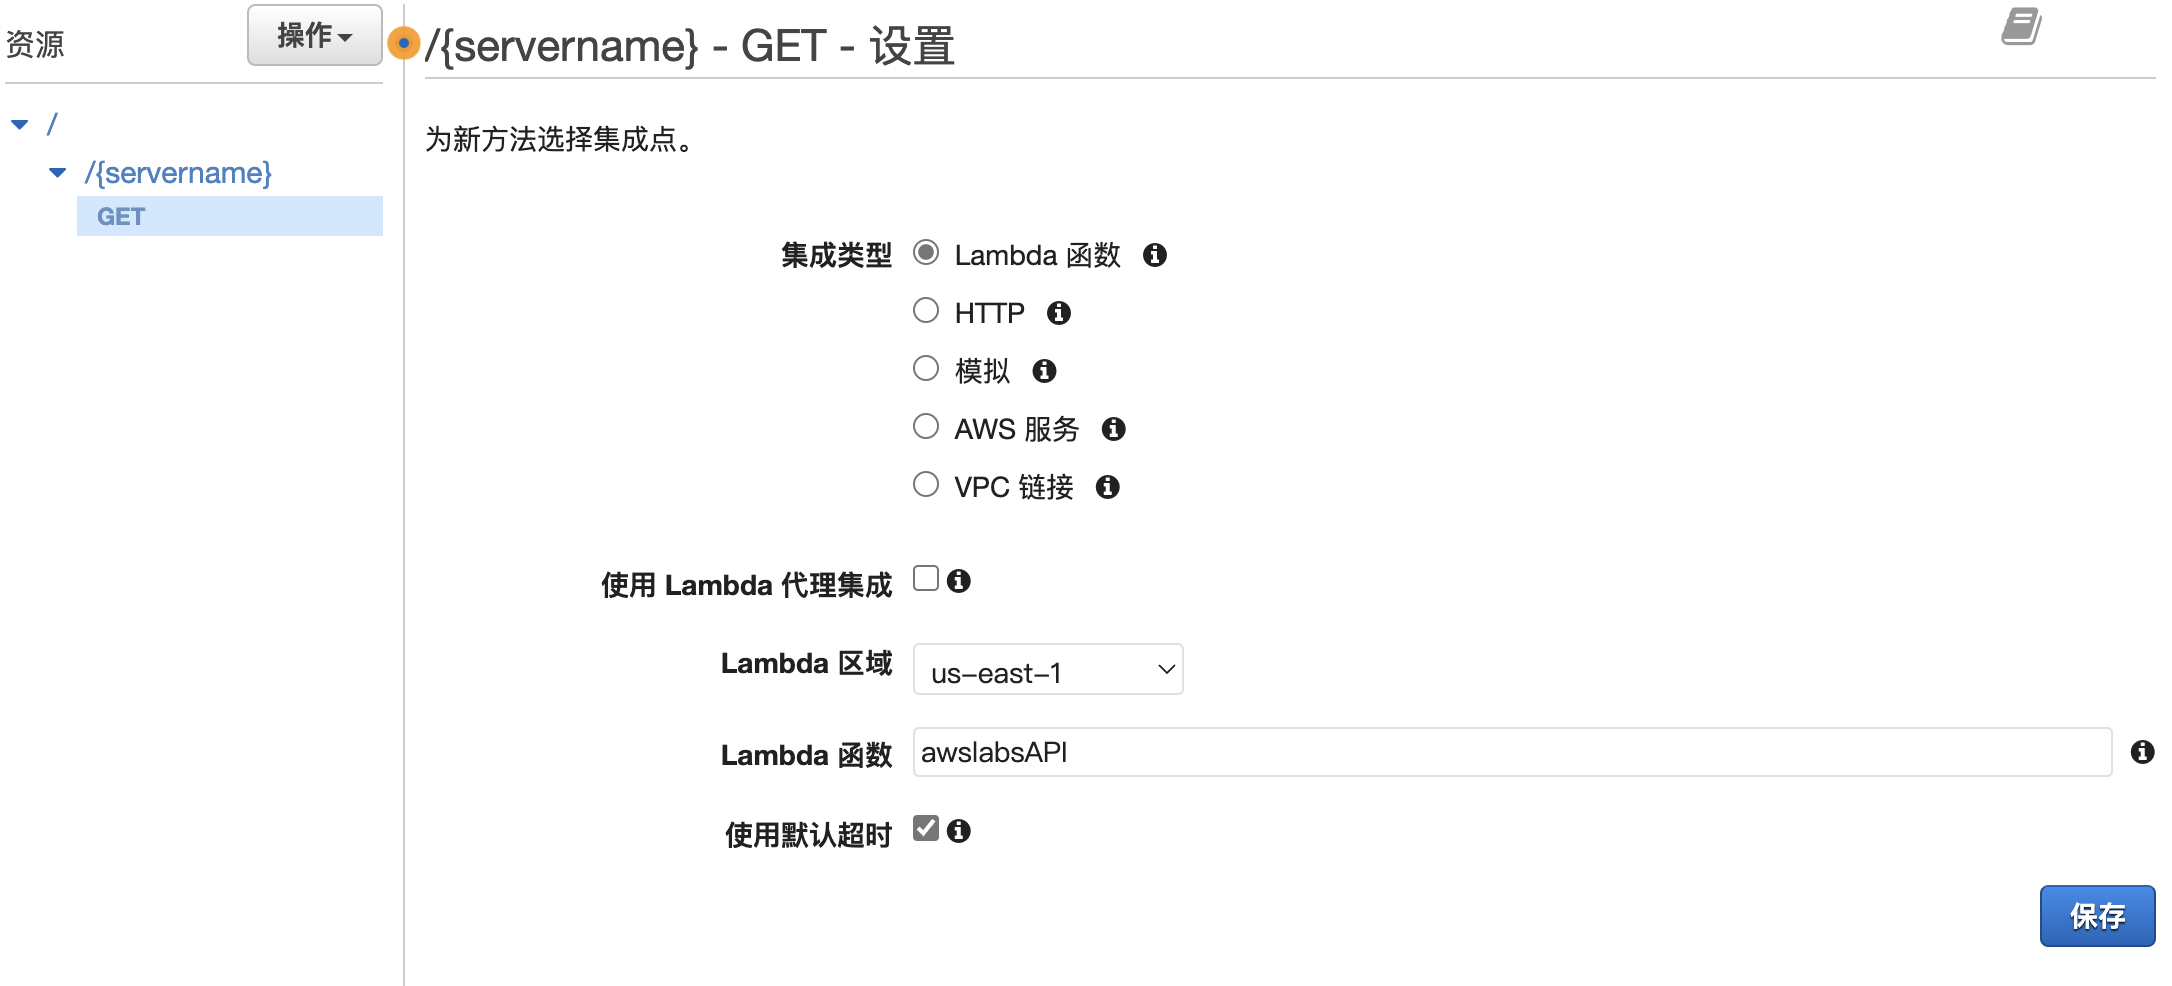 资源
操作
/
/{servername}
GET
/{servername} - GET - 设置
为新方法选择集成点。
集成类型
Lambda 函数
HTTP
模拟
AWS 服务
VPC 链接
使用 Lambda 代理集成
Lambda 区域
us-east-1
Lambda 函数
awslabsAPI
使用默认超时
保存